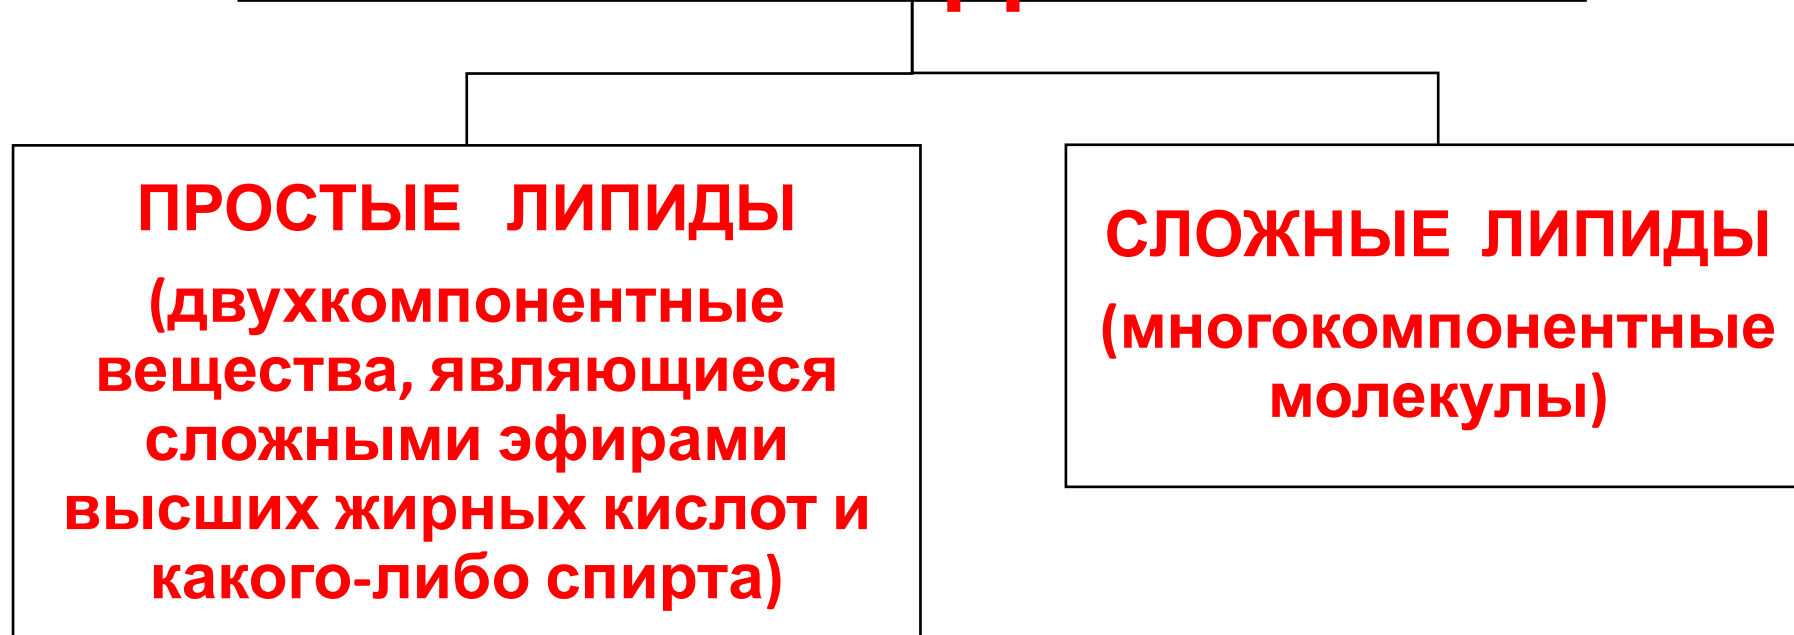 ПРОСТЫЕ ЛИПИДЫ
(двухкомпонентные
вещества, являющиеся
сложными эфирами
высших жирных кислот и
какого-либо спирта)
СЛОЖНЫЕ ЛИПИДЫ
(многокомпонентные
молекулы)